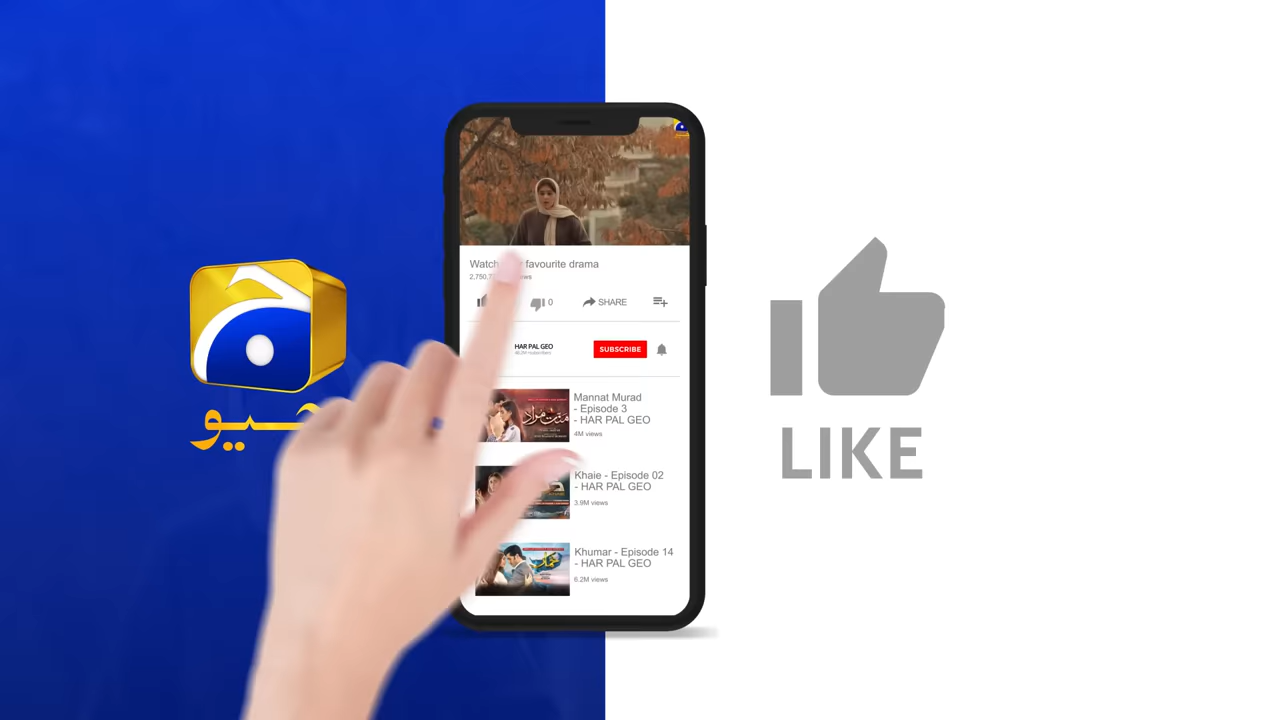 جیو
Watch
favourite drama
0
SHARE
HAR PAL GEO
SUBSCRIBE
Mannat Murad
- Episode 3
- HAR PAL GEO
4M views
Khaie - Episode 02
- HAR PAL GEO
3.9M views
Khumar - Episode 14
- HAR PAL GEO
6.2M views
LIKE